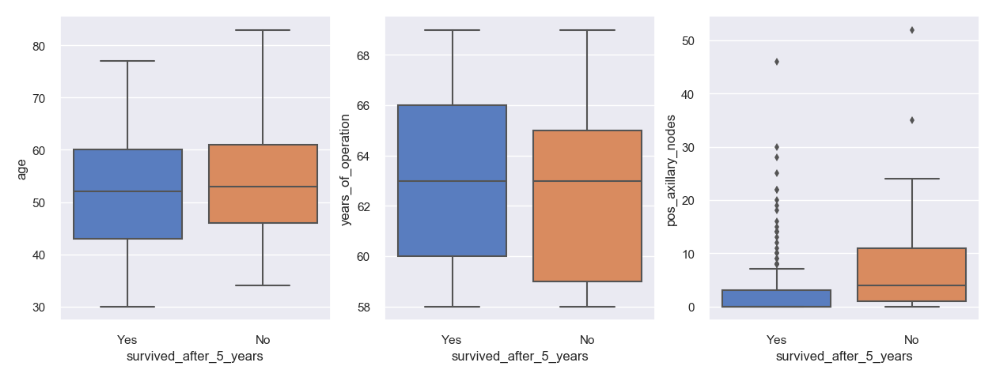 age
80
70
60
50
40
30
Yes
No
survived_after_5_years
years_of_operation
68
66
64
62
60
58
Yes
No
survived_after_5_years
pos_axillary_nodes
50
40
30
20
10
0
Yes
No
survived_after_5_years